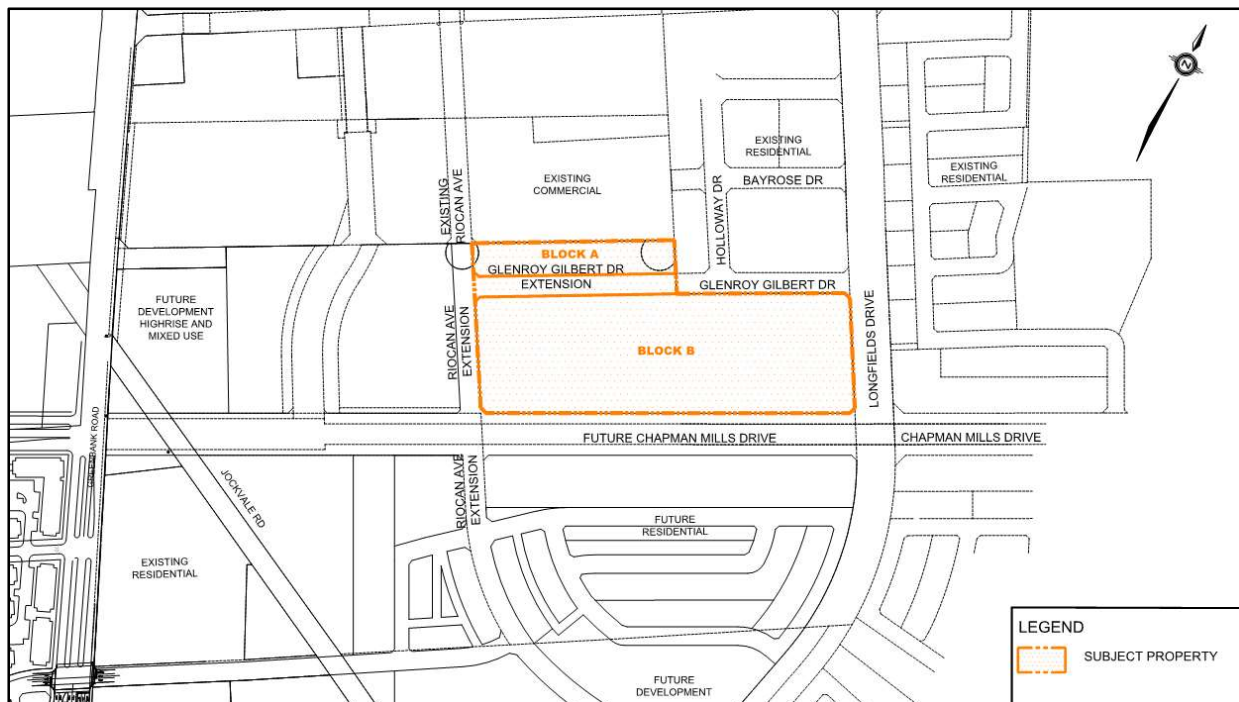 EXISTING
RESIDENTIAL
EXISTING
RESIDENTIAL
BAYROSE DR
EXISTING
COMMERCIAL
EXISTING
RIOCAN AVE
HOLLOWAY DR
BLOCK A
GLENROY GILBERT DR
EXTENSION
GLENROY GILBERT DR
FUTURE
DEVELOPMENT
HIGHRISE AND
MIXED USE
RIOCAN AVE
EXTENSION
BLOCK B
LONGFIELDS DRIVE
FUTURE CHAPMAN MILLS DRIVE
CHAPMAN MILLS DRIVE
GREENBANK ROAD
JOCKVALE RD
RIOCAN AVE
EXTENSION
FUTURE
RESIDENTIAL
EXISTING
RESIDENTIAL
FUTURE
DEVELOPMENT
LEGEND
SUBJECT PROPERTY
N